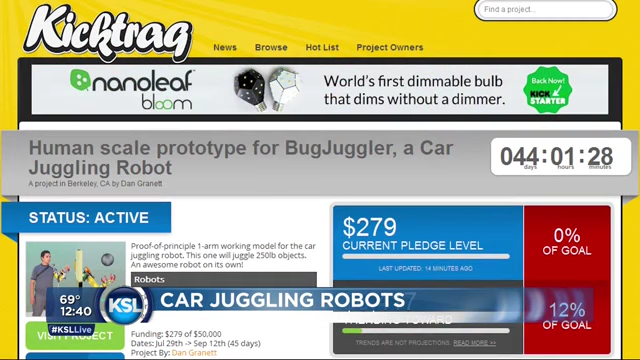 Kicktraq
Find a project...
News Browse Hot List Project Owners
nanoleaf
bloom
World's first dimmable bulb
that dims without a dimmer.
Back Now!
KICK
STARTER
Human scale prototype for BugJuggler, a Car
Juggling Robot
A project in Berkeley, CA by Dan Granett
044:01:28
days hours minutes
STATUS: ACTIVE
Proof-of-principle 1-arm working model for the car
juggling robot. This one will juggle 250lb objects.
An awesome robot on its own!
Robots
VISIT PROJECT
Funding: $279 of $50,000
Dates: Jul 29th -> Sep 12th (45 days)
Project By: Dan Granett
$279
CURRENT PLEDGE LEVEL
LAST UPDATED: 14 MINUTES AGO
0%
OF GOAL
12%
OF GOAL
TRENDS ARE NOT PROJECTIONS. READ MORE...
69°
12:40
#KSLLive
KSL
CAR JUGGLING ROBOTS